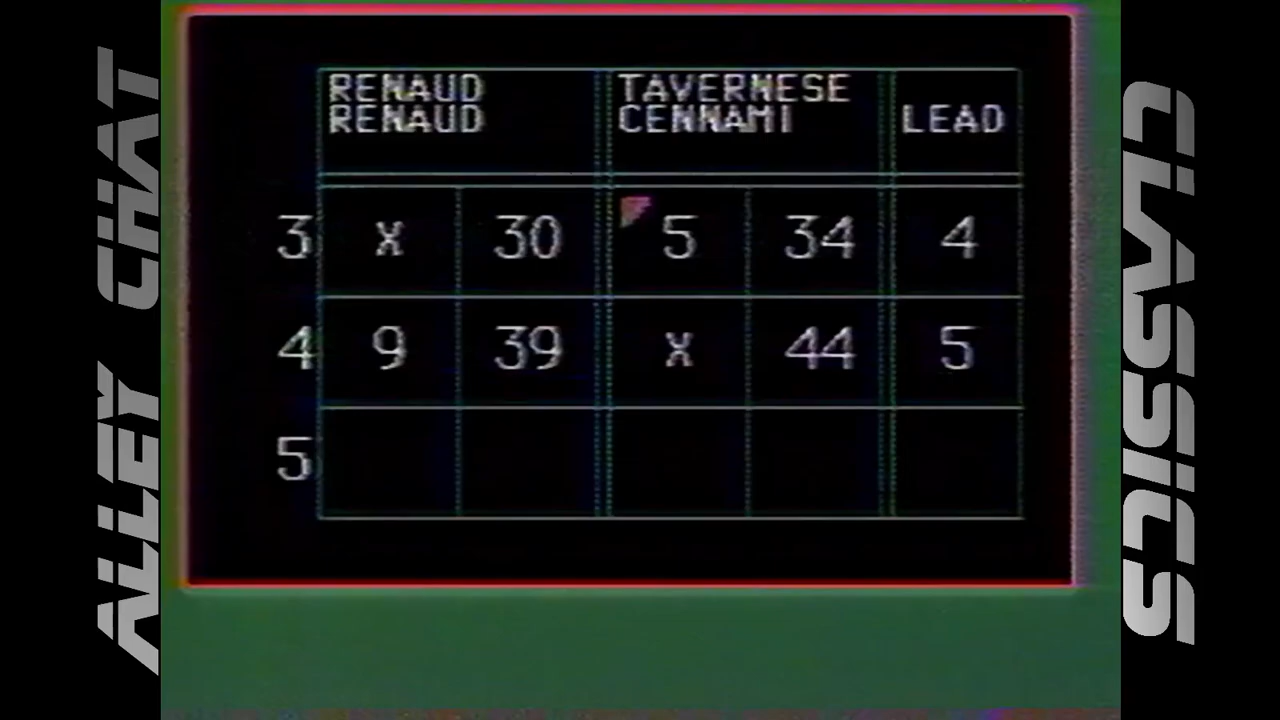 ALLEY CHAT
RENAUD TAVERNESE
RENAUD CENNAMI LEAD
3 X 30 5 34 4
4 9 39 X 44 5
5
CLASSICS